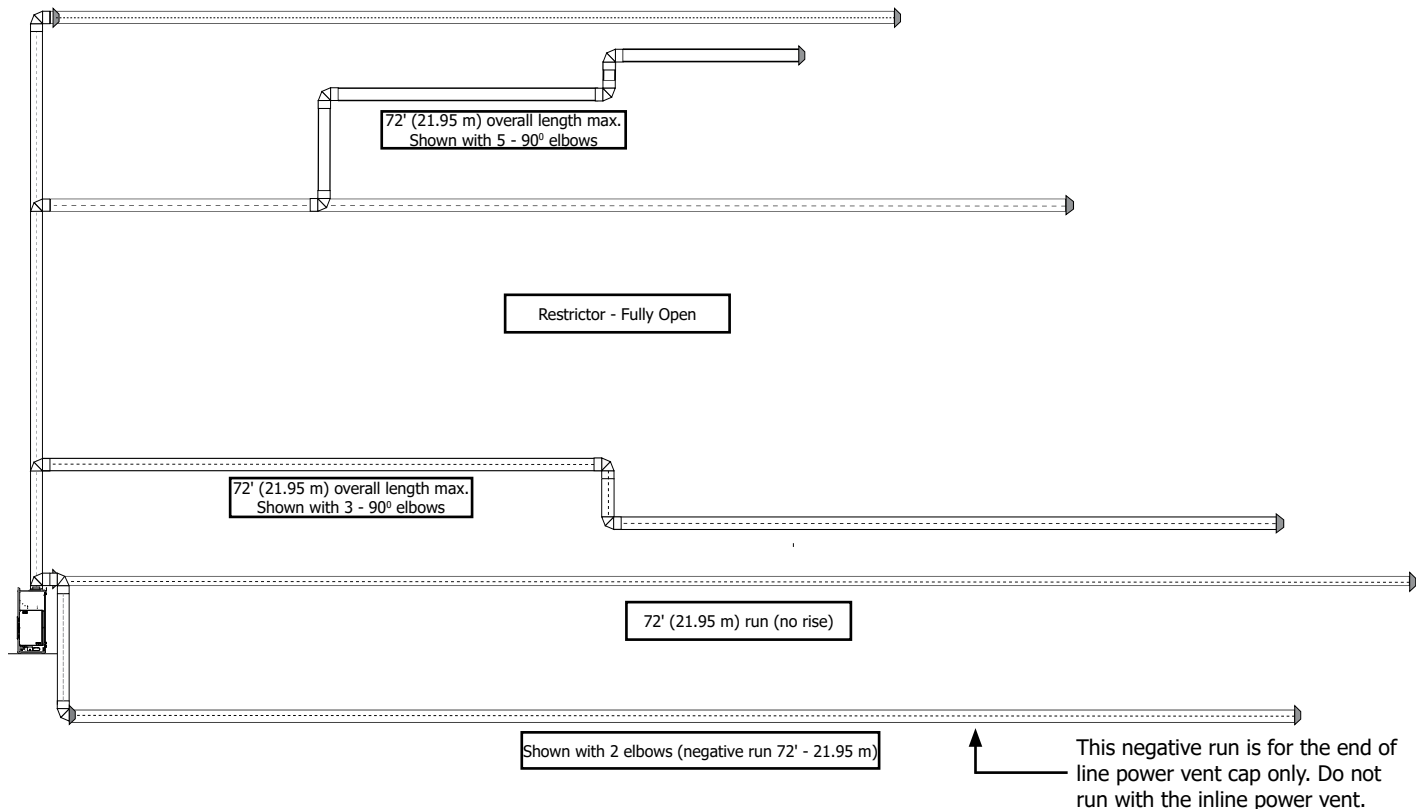 72' (21.95 m) overall length max.
Shown with 5 - 90⁰ elbows
Restrictor - Fully Open
72' (21.95 m) overall length max.
Shown with 3 - 90⁰ elbows
72' (21.95 m) run (no rise)
Shown with 2 elbows (negative run 72' - 21.95 m)
This negative run is for the end of
line power vent cap only. Do not
run with the inline power vent.